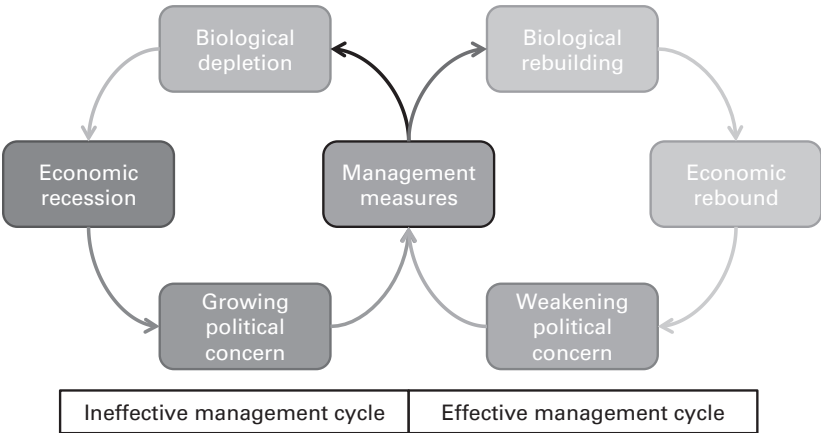 Biological
depletion
Biological
rebuilding
Economic
recession
Management
measures
Economic
rebound
Growing
political
concern
Weakening
political
concern
Ineffective management cycle
Effective management cycle